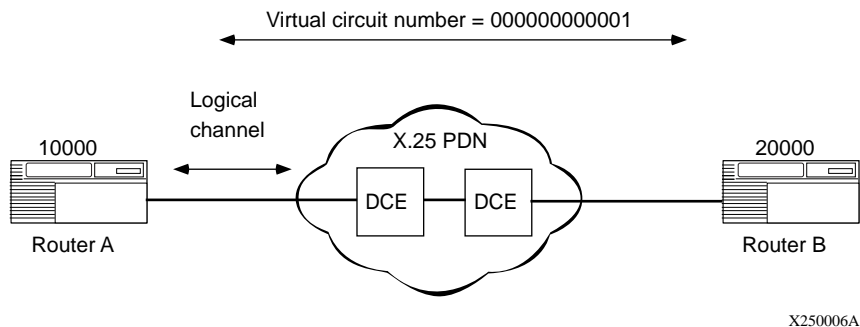 Virtual circuit number = 000000000001
Logical
channel
X.25 PDN
10000
20000
DCE
DCE
Router A
Router B
X250006A